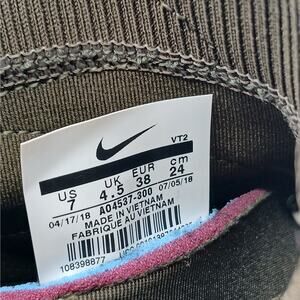 VT2
US UK EUR cm
7 4.5 38 24
04/17/18 AO4537-300 07/05/18
MADE IN VIETNAM
FABRIQUE AU VIETNAM
108398877